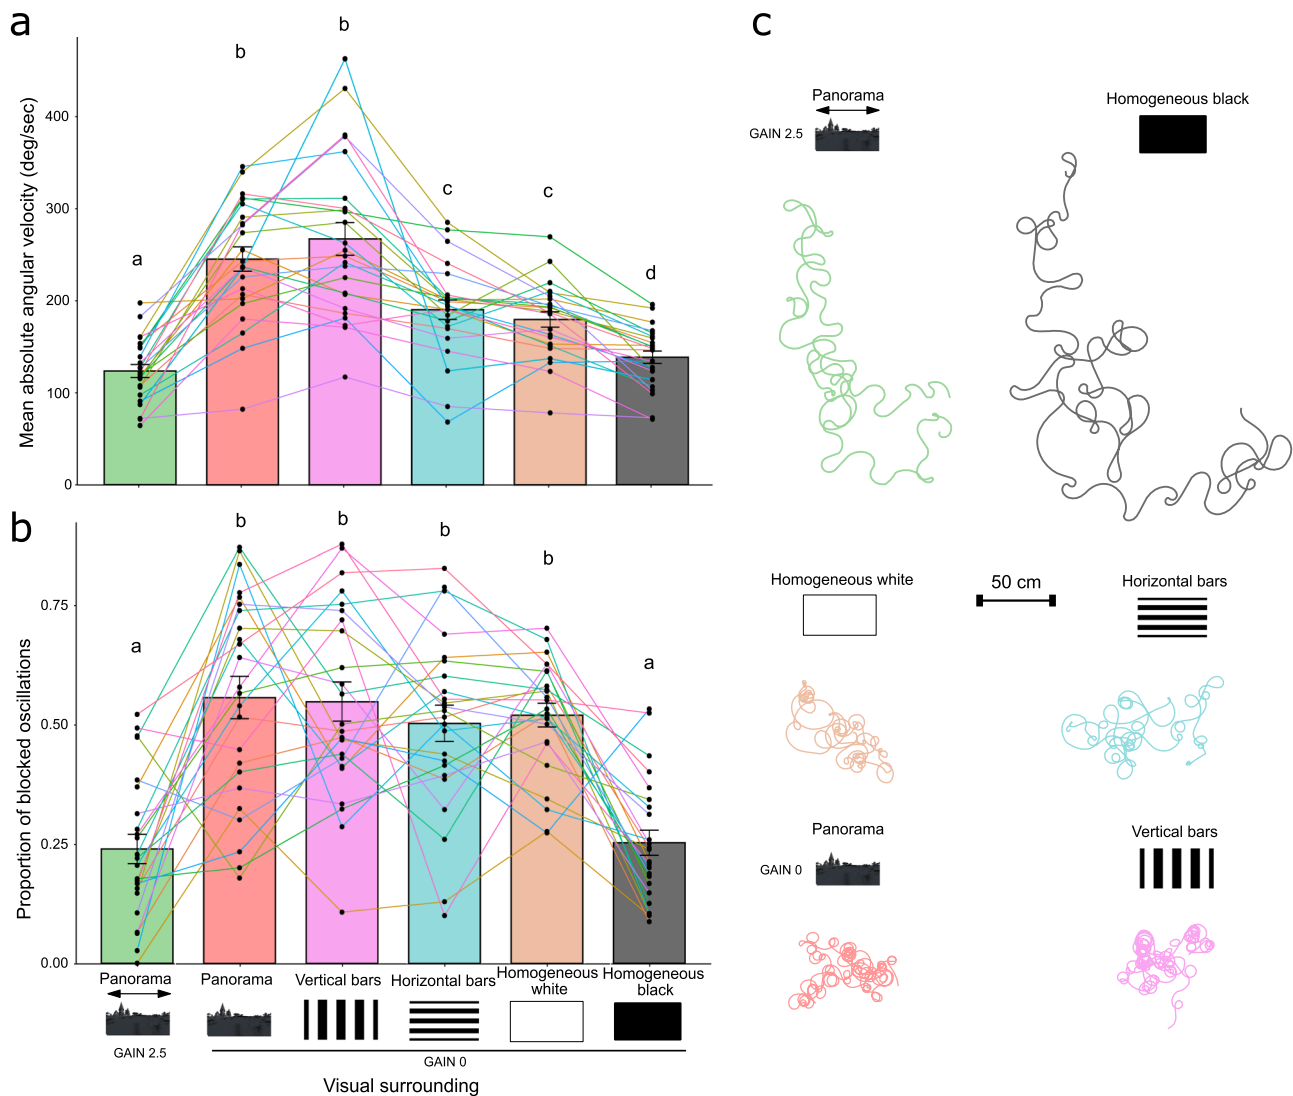 a
Mean absolute angular velocity (deg/sec)
400
300
200
100
0
a
b
b
c
c
d
b
Proportion of blocked oscillations
0.75
0.50
0.25
0.00
a
b
b
b
b
a
Panorama
GAIN 2.5
Panorama
Vertical bars
Horizontal bars
Homogeneous
white
Homogeneous
black
GAIN 0
Visual surrounding
c
Panorama
GAIN 2.5
Homogeneous black
Homogeneous white
50 cm
Horizontal bars
Panorama
GAIN 0
Vertical bars